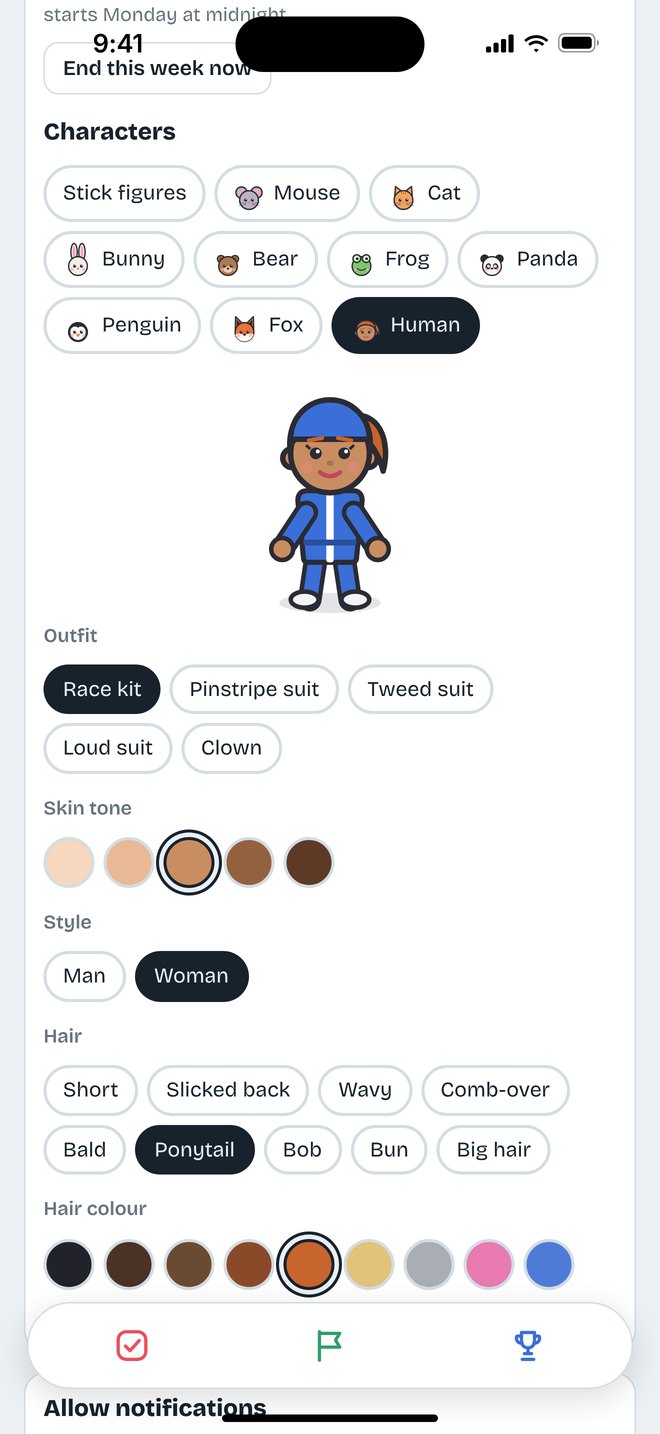 starts Monday at midnight
9:41
End this week now
Characters
Stick figures Mouse Cat
Bunny Bear Frog Panda
Penguin Fox Human
Outfit
Race kit Pinstripe suit Tweed suit
Loud suit Clown
Skin tone
Style
Man Woman
Hair
Short Slicked back Wavy Comb-over
Bald Ponytail Bob Bun Big hair
Hair colour
Allow notifications